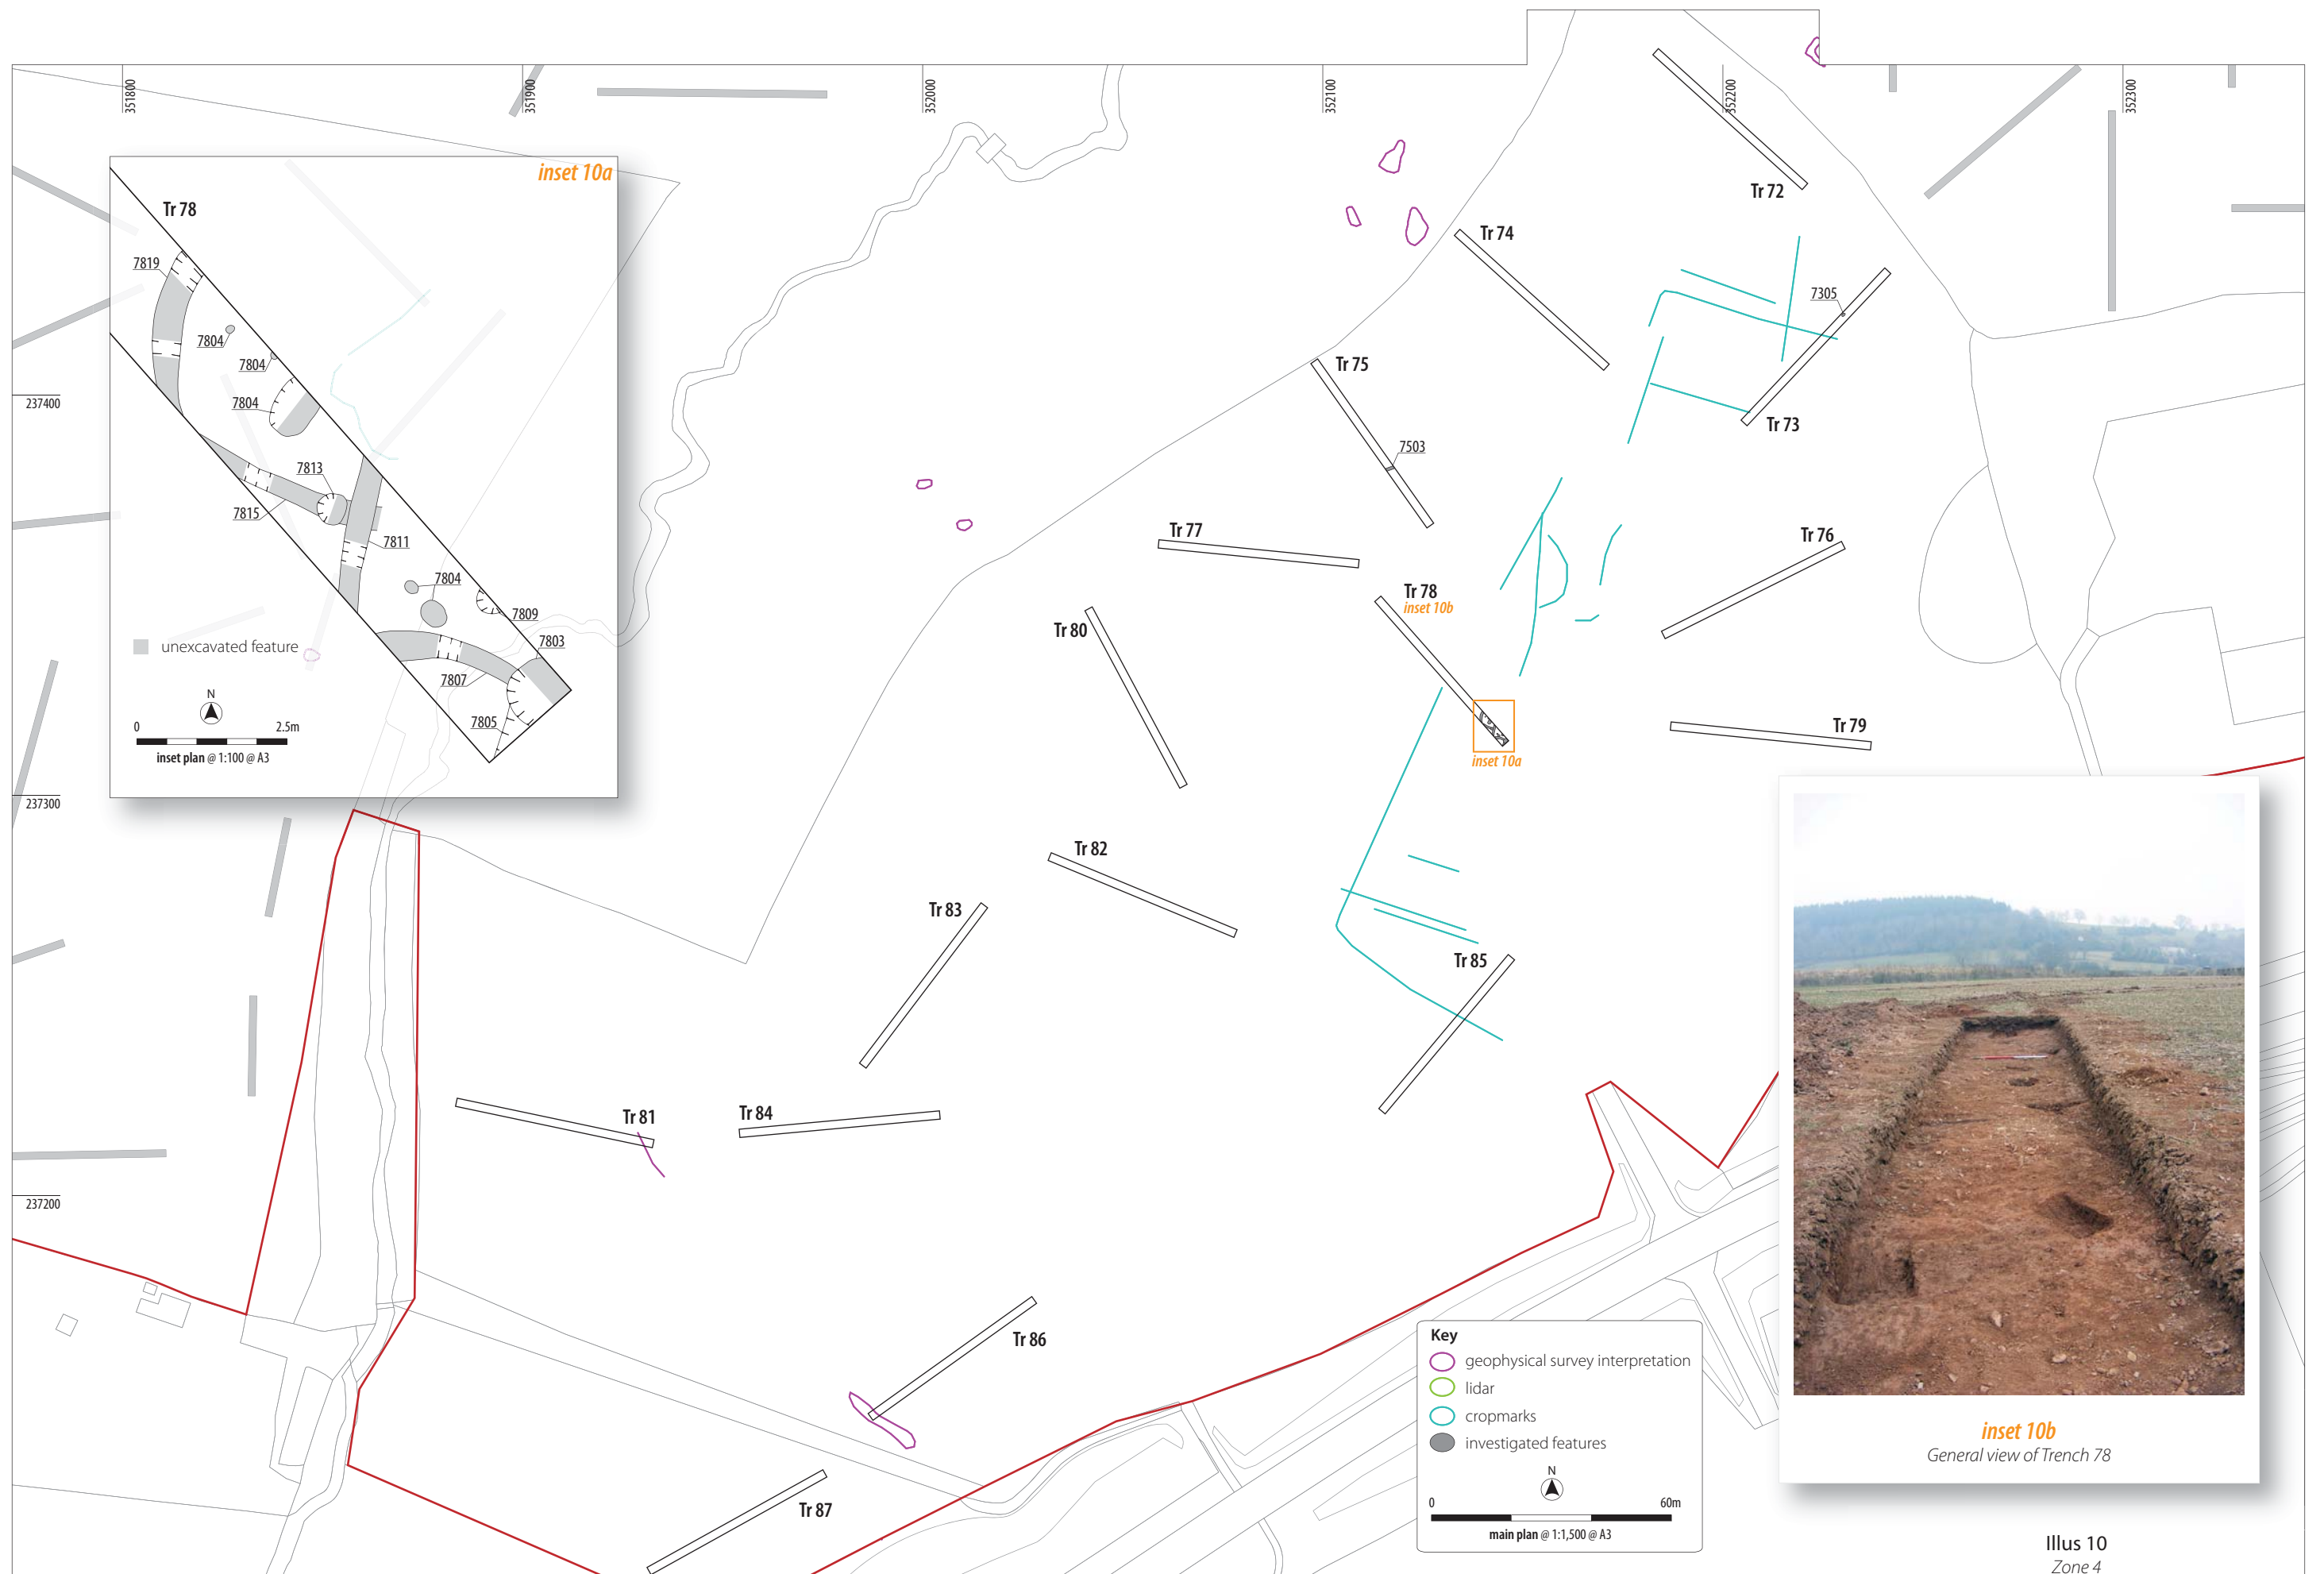 351800
351900
352000
352100
352200
352300
237400
237300
237200
inset 10a
Tr 78
7819
7804
7804
7804
7813
7815
7811
7804
7809
7803
7807
7805
unexcavated feature
N
0 2.5m
inset plan @ 1:100 @ A3
Tr 72
Tr 74
7305
Tr 75
Tr 73
7503
Tr 77
Tr 76
Tr 78
inset 10b
Tr 80
Tr 79
inset 10a
Tr 82
Tr 83
Tr 85
Tr 81
Tr 84
Tr 86
Tr 87
Key
geophysical survey interpretation
lidar
cropmarks
investigated features
N
0 60m
main plan @ 1:1,500 @ A3
inset 10b
General view of Trench 78
Illus 10
Zone 4